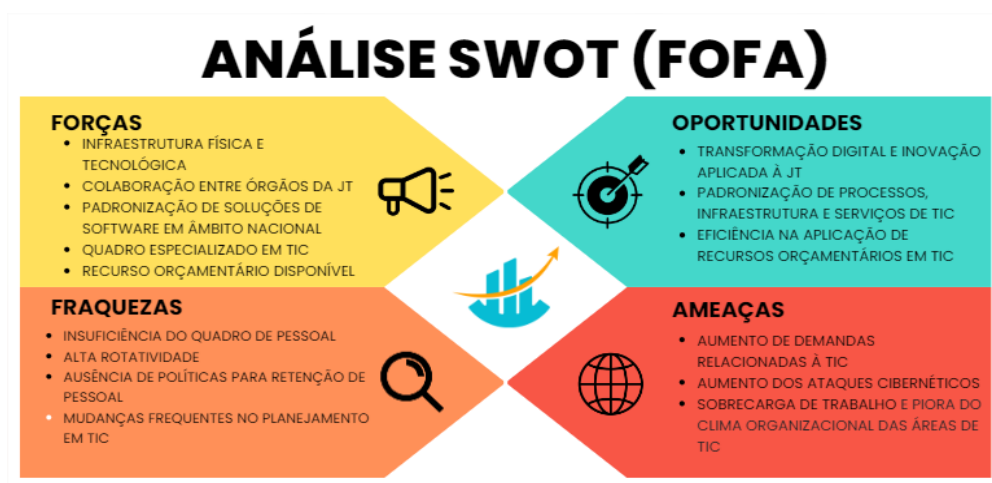 ANÁLISE SWOT (FOFA)
FORÇAS
• INFRAESTRUTURA FÍSICA E
TECNOLÓGICA
• COLABORAÇÃO ENTRE ÓRGÃOS DA JT
• PADRONIZAÇÃO DE SOLUÇÕES DE
SOFTWARE EM ÂMBITO NACIONAL
• QUADRO ESPECIALIZADO EM TIC
• RECURSO ORÇAMENTÁRIO DISPONÍVEL
OPORTUNIDADES
• TRANSFORMAÇÃO DIGITAL E INOVAÇÃO
APLICADA À JT
• PADRONIZAÇÃO DE PROCESSOS,
INFRAESTRUTURA E SERVIÇOS DE TIC
• EFICIÊNCIA NA APLICAÇÃO DE
RECURSOS ORÇAMENTÁRIOS EM TIC
FRAQUEZAS
• INSUFICIÊNCIA DO QUADRO DE PESSOAL
• ALTA ROTATIVIDADE
• AUSÊNCIA DE POLÍTICAS PARA RETENÇÃO DE
PESSOAL
• MUDANÇAS FREQUENTES NO PLANEJAMENTO
EM TIC
AMEAÇAS
• AUMENTO DE DEMANDAS
RELACIONADAS À TIC
• AUMENTO DOS ATAQUES CIBERNÉTICOS
• SOBRECARGA DE TRABALHO E PIORA DO
CLIMA ORGANIZACIONAL DAS ÁREAS DE
TIC